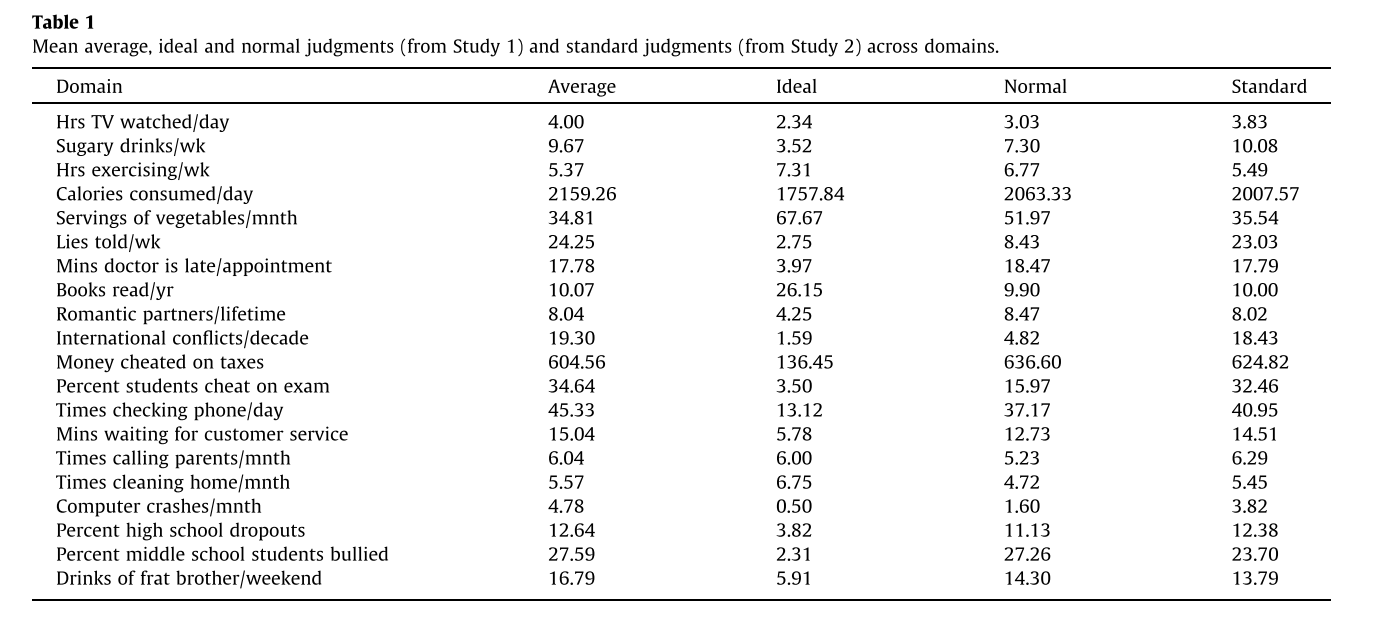 Table 1
Mean average, ideal and normal judgments (from Study 1) and standard judgments (from Study 2) across domains.
Domain Average Ideal Normal Standard
Hrs TV watched/day 4.00 2.34 3.03 3.83
Sugary drinks/wk 9.67 3.52 7.30 10.08
Hrs exercising/wk 5.37 7.31 6.77 5.49
Calories consumed/day 2159.26 1757.84 2063.33 2007.57
Servings of vegetables/mnth 34.81 67.67 51.97 35.54
Lies told/wk 24.25 2.75 8.43 23.03
Mins doctor is late/appointment 17.78 3.97 18.47 17.79
Books read/yr 10.07 26.15 9.90 10.00
Romantic partners/lifetime 8.04 4.25 8.47 8.02
International conflicts/decade 19.30 1.59 4.82 18.43
Money cheated on taxes 604.56 136.45 636.60 624.82
Percent students cheat on exam 34.64 3.50 15.97 32.46
Times checking phone/day 45.33 13.12 37.17 40.95
Mins waiting for customer service 15.04 5.78 12.73 14.51
Times calling parents/mnth 6.04 6.00 5.23 6.29
Times cleaning home/mnth 5.57 6.75 4.72 5.45
Computer crashes/mnth 4.78 0.50 1.60 3.82
Percent high school dropouts 12.64 3.82 11.13 12.38
Percent middle school students bullied 27.59 2.31 27.26 23.70
Drinks of frat brother/weekend 16.79 5.91 14.30 13.79